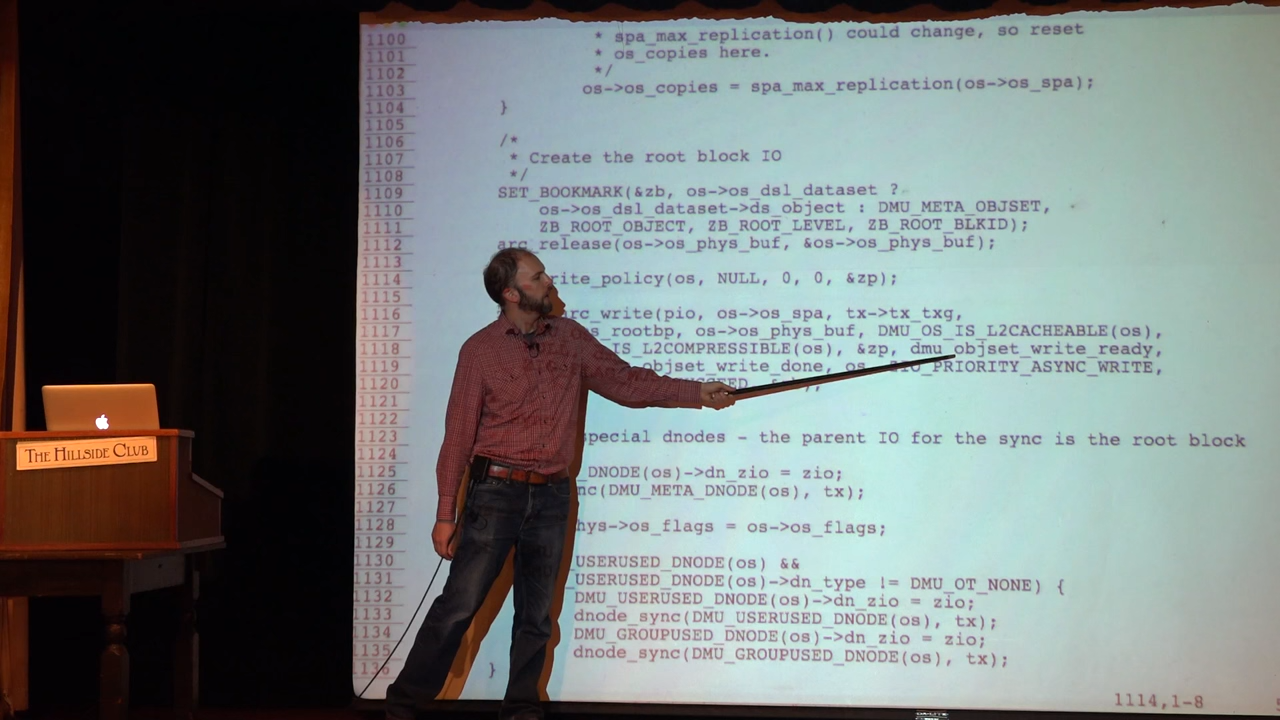 THE HILLSIDE CLUB
1100 * spa_max_replication() could change, so reset
1101 * os_copies here.
1102 */
1103 os->os_copies = spa_max_replication(os->os_spa);
1104 }
1105
1106 /*
1107 * Create the root block IO
1108 */
1109 SET_BOOKMARK(&zb, os->os_dsl_dataset ?
1110 os->os_dsl_dataset->ds_object : DMU_META_OBJSET,
1111 ZB_ROOT_OBJECT, ZB_ROOT_LEVEL, ZB_ROOT_BLKID);
1112 arc_release(os->os_phys_buf, &os->os_phys_buf);
1113
1114 rite_policy(os, NULL, 0, 0, &zp);
1115
1116 rc_write(pio, os->os_spa, tx->tx_txg,
1117 s_rootbp, os->os_phys_buf, DMU_OS_IS_L2CACHEABLE(os),
1118 IS_L2COMPRESSIBLE(os), &zp, dmu_objset_write_ready,
1119 objset_write_done, os, ZIO_PRIORITY_ASYNC_WRITE,
1120
1121
1122
1123 special dnodes - the parent IO for the sync is the root block
1124
1125 _DNODE(os)->dn_zio = zio;
1126 nc(DMU_META_DNODE(os), tx);
1127
1128 hys->os_flags = os->os_flags;
1129
1130 _USERUSED_DNODE(os) &&
1131 USERUSED_DNODE(os)->dn_type != DMU_OT_NONE) {
1132 DMU_USERUSED_DNODE(os)->dn_zio = zio;
1133 dnode_sync(DMU_USERUSED_DNODE(os), tx);
1134 DMU_GROUPUSED_DNODE(os)->dn_zio = zio;
1135 dnode_sync(DMU_GROUPUSED_DNODE(os), tx);
1136 }
1114,1-8